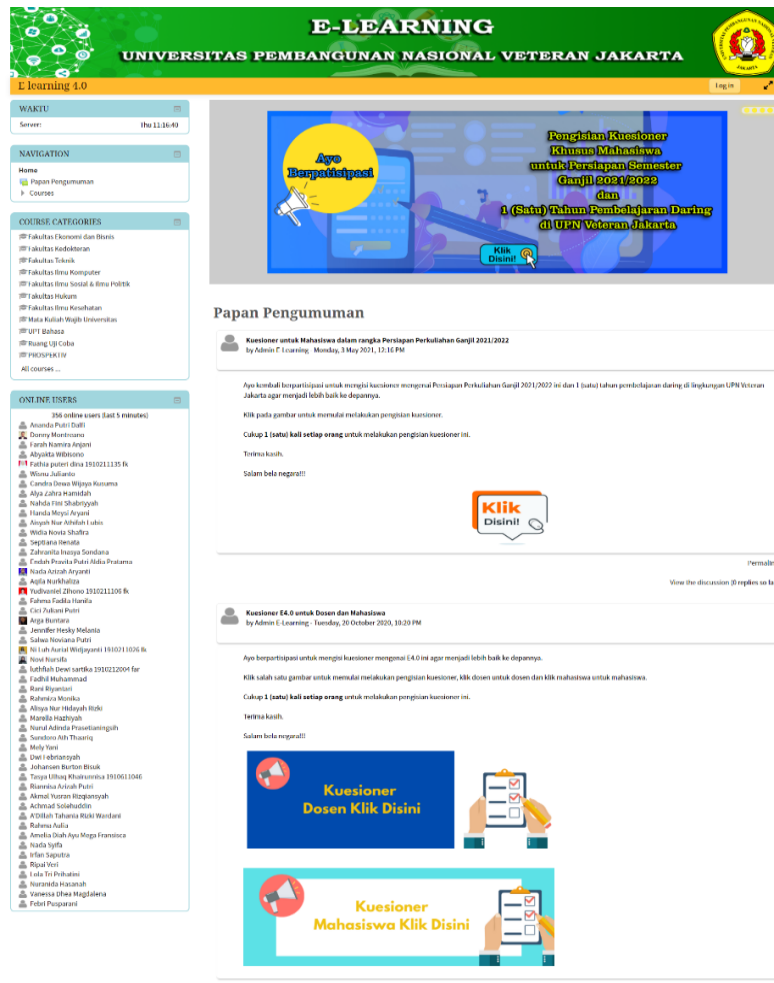 E-LEARNING
UNIVERSITAS PEMBANGUNAN NASIONAL VETERAN JAKARTA
JAKARTA
E learning 4.0
Log in
WAKTU
Server: Thu 11:16:40
NAVIGATION
Home
Papan Pengumuman
Courses
COURSE CATEGORIES
Fakultas Ekonomi dan Bisnis
Fakultas Kedokteran
Fakultas Teknik
Fakultas Ilmu Komputer
Fakultas Ilmu Sosial & Ilmu Politik
Fakultas Hukum
Fakultas Ilmu Kesehatan
Mata Kuliah Wajib Universitas
UPT Bahasa
Ruang Uji Coba
PROSPEKTIV
All courses ...
ONLINE USERS
356 online users (last 5 minutes)
Ananda Putri Dalfi
Donny Montreano
Farah Namira Anjani
Abyakta Wibisono
Fathia puteri dina 1910211135 fk
Wisnu Julianto
Candra Dewa Wijaya Kusuma
Alya Zahra Hamidah
Nahda Fini Shabriyyah
Handa Meysi Aryani
Aisyah Nur Athifah Lubis
Widia Novia Shafira
Septiana Renata
Zahranita Inasya Sondana
Endah Pravita Putri Aldia Pratama
Nada Azizah Aryanti
Aqila Nurkhaliza
Yudivaniel Zihono 1910211100 fk
Fahma Fadila Hanifa
Cici Zuliani Putri
Arga Buntara
Jennifer Hesky Melania
Salwa Noviana Putri
Ni Luh Aurial Widjayanti 1910211026 fk
Novi Nursifa
luthfiah Dewi sartika 1910212004 far
Fadhil Muhammad
Rani Riyantari
Rahmiza Monika
Alisya Nur Hidayah Rizki
Marella Hazhiyah
Nurul Adinda Prasetianingsih
Sundoro Ath Thaariq
Mely Yani
Dwi Febriansyah
Johansen Burton Bisuk
Tasya Ulhaq Khairunnisa 1910611046
Riannisa Azizah Putri
Akmal Yuoran Rizqiansyah
Achmad Solehuddin
A'Dillah Tahania Rizki Wardani
Rahma Aulia
Amelia Diah Ayu Mega Fransisca
Nada Syifa
Irfan Saputra
Ripai Veri
Lola Tri Prihatini
Nuranida Hasanah
Vanessa Dhea Magdalena
Febri Pusparani
Ayo
Berpatisipasi
Pengisian Kuesioner
Khusus Mahasiswa
untuk Persiapan Semester
Ganjil 2021/2022
dan
1 (Satu) Tahun Pembelajaran Daring
di UPN Veteran Jakarta
Klik
Disini!
Papan Pengumuman
Kuesioner untuk Mahasiswa dalam rangka Persiapan Perkuliahan Ganjil 2021/2022
by Admin E-Learning - Monday, 3 May 2021, 12:16 PM
Ayo kembali berpartisipasi untuk mengisi kuesioner mengenai Persiapan Perkuliahan Ganjil 2021/2022 ini dan 1 (satu) tahun pembelajaran daring di lingkungan UPN Veteran
Jakarta agar menjadi lebih baik ke depannya.
Klik pada gambar untuk memulai melakukan pengisian kuesioner.
Cukup 1 (satu) kali setiap orang untuk melakukan pengisian kuesioner ini.
Terima kasih.
Salam bela negara!!!
Klik
Disini!
Permalin
View the discussion (0 replies so fa
Kuesioner E4.0 untuk Dosen dan Mahasiswa
by Admin E-Learning - Tuesday, 20 October 2020, 10:20 PM
Ayo berpartisipasi untuk mengisi kuesioner mengenai E4.0 ini agar menjadi lebih baik ke depannya.
Klik salah satu gambar untuk memulai melakukan pengisian kuesioner, klik dosen untuk dosen dan klik mahasiswa untuk mahasiswa.
Cukup 1 (satu) kali setiap orang untuk melakukan pengisian kuesioner ini.
Terima kasih.
Salam bela negara!!!
Kuesioner
Dosen Klik Disini
Kuesioner
Mahasiswa Klik Disini